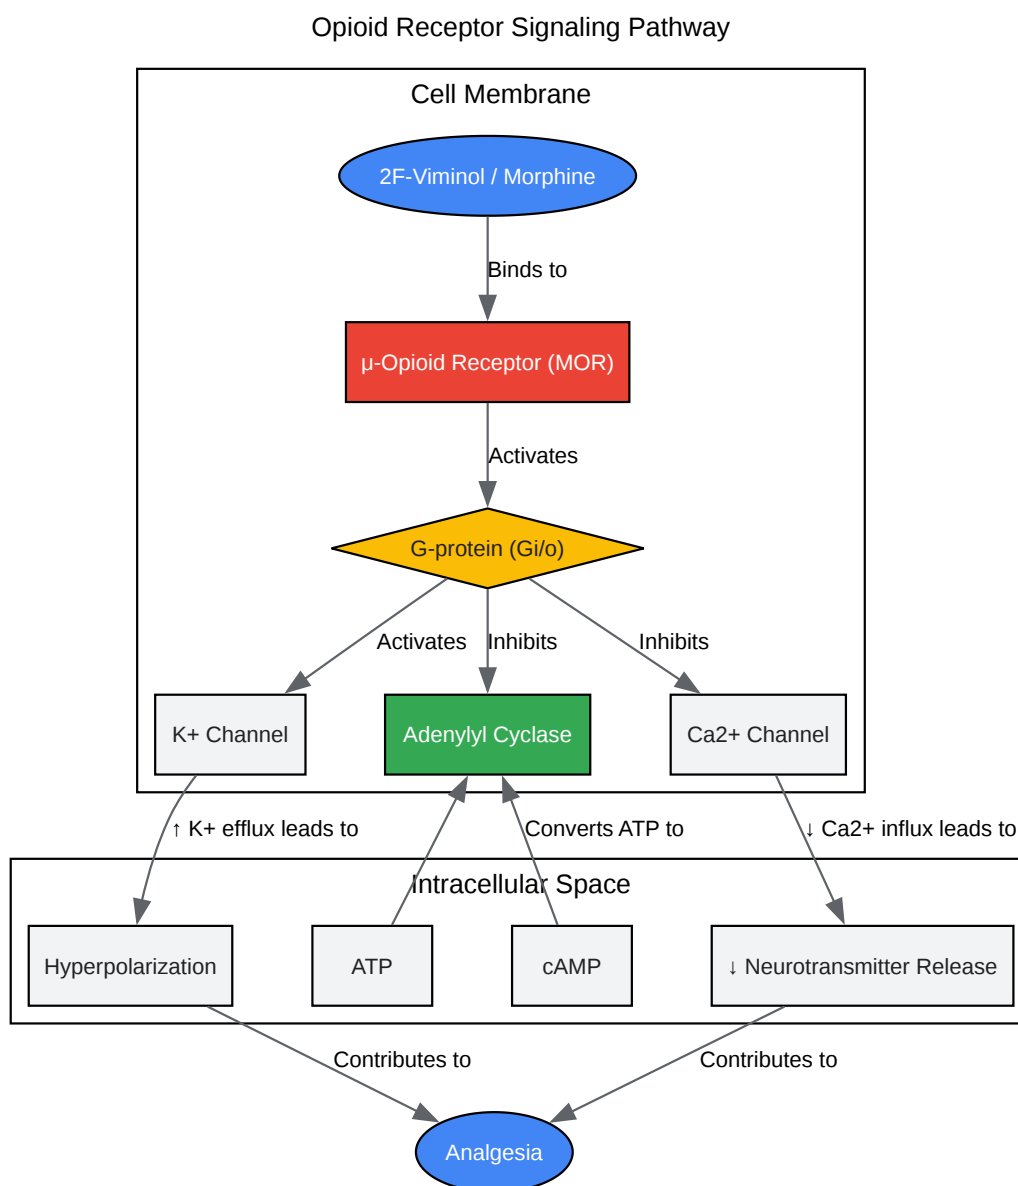 Opioid Receptor Signaling Pathway
Cell Membrane
2F-Viminol / Morphine
Binds to
μ-Opioid Receptor (MOR)
Activates
G-protein (Gi/o)
Activates
Inhibits
Inhibits
K+ Channel
Adenylyl Cyclase
Ca2+ Channel
↑ K+ efflux leads to
Converts ATP to
↓ Ca2+ influx leads to
Intracellular Space
Hyperpolarization
ATP
cAMP
↓ Neurotransmitter Release
Contributes to
Contributes to
Analgesia